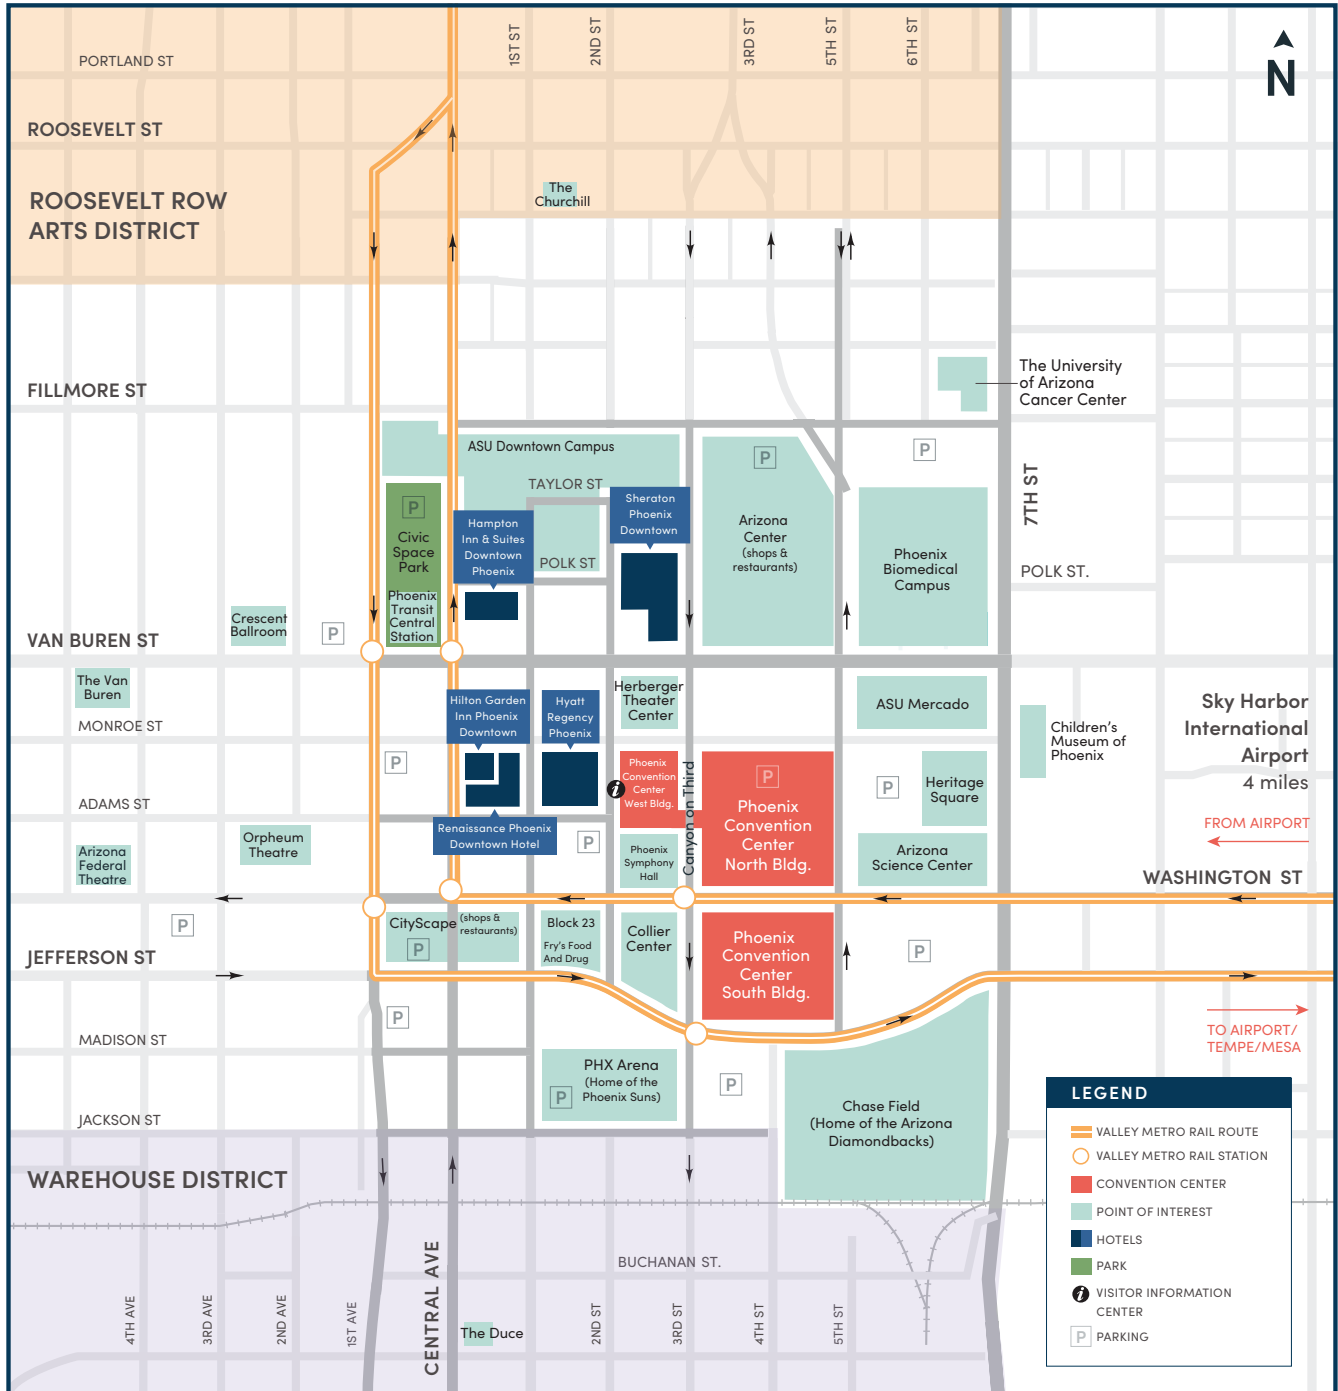 1ST ST
2ND ST
3RD ST
5TH ST
6TH ST
N
PORTLAND ST
ROOSEVELT ST
ROOSEVELT ROW
ARTS DISTRICT
The
Churchill
FILLMORE ST
The University
of Arizona
Cancer Center
ASU Downtown Campus
P
P
TAYLOR ST
7TH ST
P
Civic
Space
Park
Hampton
Inn & Suites
Downtown
Phoenix
Sheraton
Phoenix
Downtown
Arizona
Center
(shops &
restaurants)
Phoenix
Biomedical
Campus
POLK ST
POLK ST.
Phoenix
Transit
Central
Station
Crescent
Ballroom
P
VAN BUREN ST
The Van
Buren
MONROE ST
Hilton Garden
Inn Phoenix
Downtown
Hyatt
Regency
Phoenix
Herberger
Theater
Center
ASU Mercado
Children's
Museum of
Phoenix
Sky Harbor
International
Airport
4 miles
P
i
Phoenix
Convention
Center
West Bldg.
Canyon on Third
P
Phoenix
Convention
Center
North Bldg.
P
Heritage
Square
ADAMS ST
Renaissance Phoenix
Downtown Hotel
P
Phoenix
Symphony
Hall
Arizona
Science Center
FROM AIRPORT
Orpheum
Theatre
Arizona
Federal
Theatre
WASHINGTON ST
P
CityScape (shops &
restaurants)
P
Block 23
Fry's Food
And Drug
Collier
Center
Phoenix
Convention
Center
South Bldg.
P
JEFFERSON ST
P
MADISON ST
TO AIRPORT/
TEMPE/MESA
PHX Arena
(Home of the
Phoenix Suns)
P
P
Chase Field
(Home of the Arizona
Diamondbacks)
JACKSON ST
WAREHOUSE DISTRICT
BUCHANAN ST.
4TH AVE
3RD AVE
2ND AVE
1ST AVE
CENTRAL AVE
The Duce
2ND ST
3RD ST
4TH ST
5TH ST
LEGEND
VALLEY METRO RAIL ROUTE
VALLEY METRO RAIL STATION
CONVENTION CENTER
POINT OF INTEREST
HOTELS
PARK
i VISITOR INFORMATION
CENTER
P PARKING